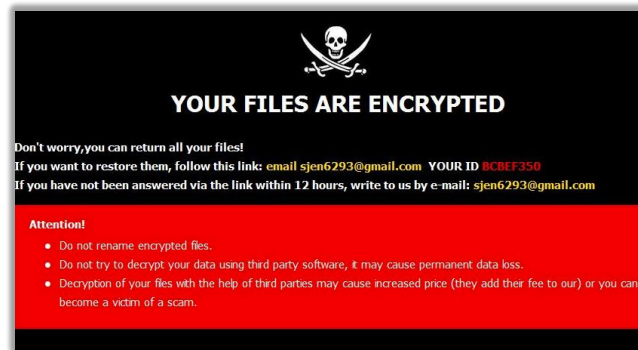 YOUR FILES ARE ENCRYPTED
Don't worry,you can return all your files!
If you want to restore them, follow this link: email sjen6293@gmail.com YOUR ID BCBEF350
If you have not been answered via the link within 12 hours, write to us by e-mail: sjen6293@gmail.com
Attention!
• Do not rename encrypted files.
• Do not try to decrypt your data using third party software, it may cause permanent data loss.
• Decryption of your files with the help of third parties may cause increased price (they add their fee to our) or you can
become a victim of a scam.